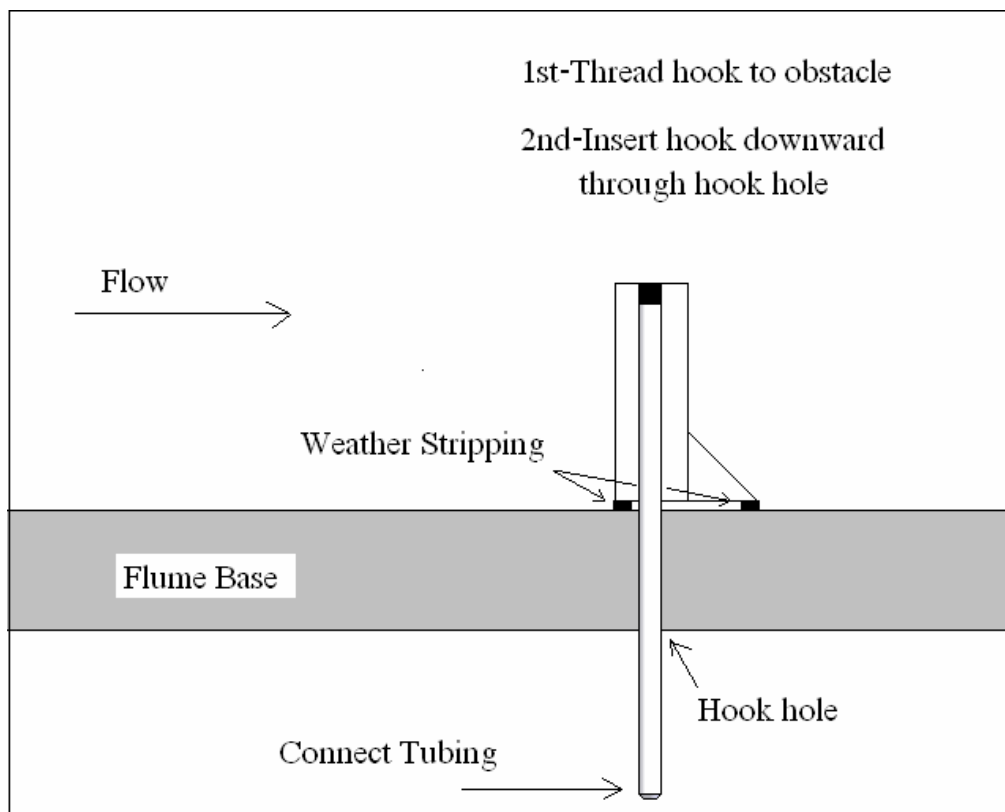 1st-Thread hook to obstacle
2nd-Insert hook downward
through hook hole
Flow
Weather Stripping
Flume Base
Hook hole
Connect Tubing